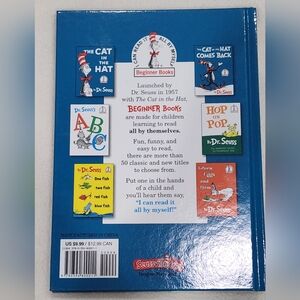 I CAN READ IT ALL BY MYSELF
Beginner Books
THE CAT IN THE HAT
Launched by
Dr. Seuss in 1957
with The Cat in the Hat,
BEGINNER BOOKS
are made for children
learning to read
all by themselves.
THE CAT IN THE HAT COMES BACK
Dr. Seuss's
ABC
HOP ON POP
By Dr. Seuss
Fun, funny, and
easy to read,
there are more than
50 classic and new
titles to choose from.
By Dr. Seuss
One fish
two fish
red fish
blue fish
Put one in the hands
of a child and
you'll hear them say,
"I can read it
all by myself!"
By Dr. Seuss
US $9.99 / $12.99 CAN